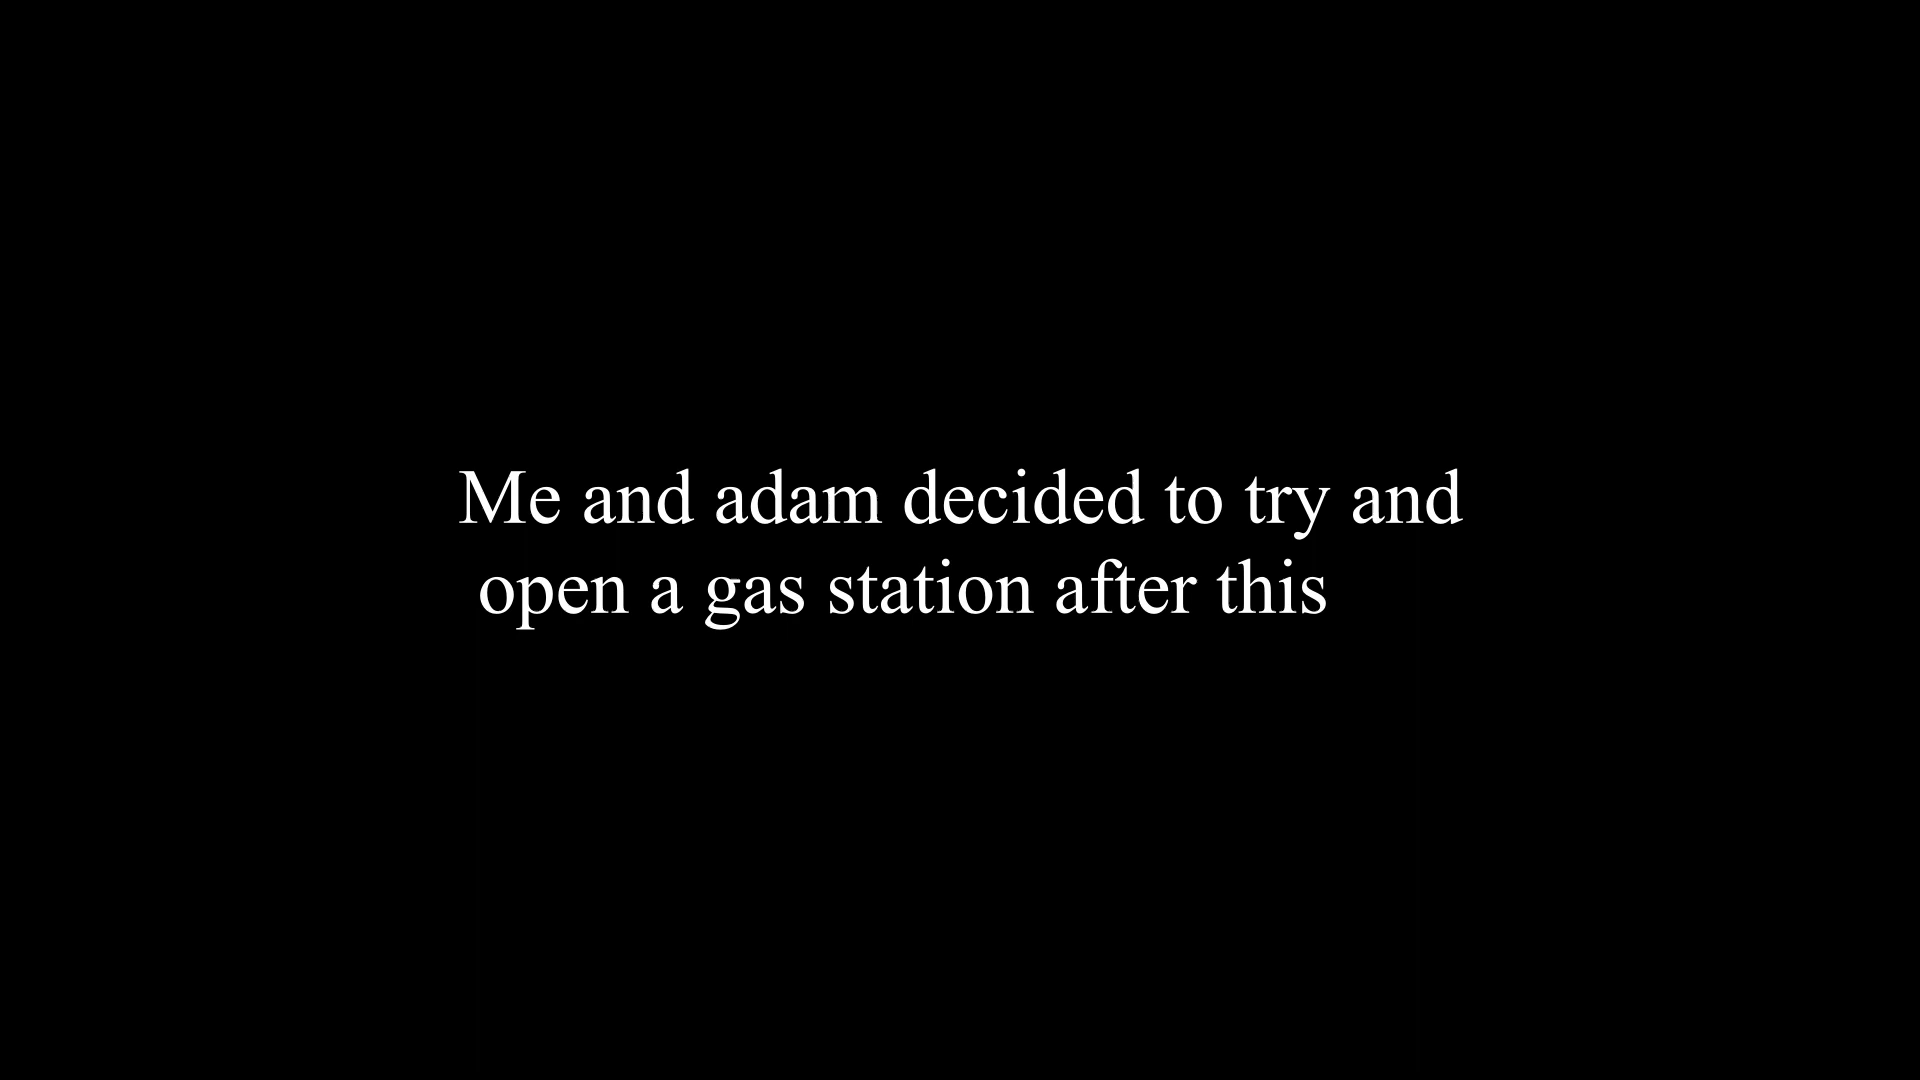 Me and adam decided to try and
open a gas station after this